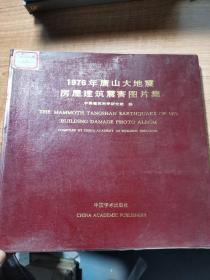 1976年唐山大地震
房屋建筑震害图片集
中国建筑科学研究院 编
THE MAMMOTH TANGSHAN EARTHQUAKE OF 1976
BUILDING DAMAGE PHOTO ALBUM
COMPILED BY CHINA ACADEMY OF BUILDING RESEARCH
中国学术出版社
CHINA ACADEMIC PUBLISHERS